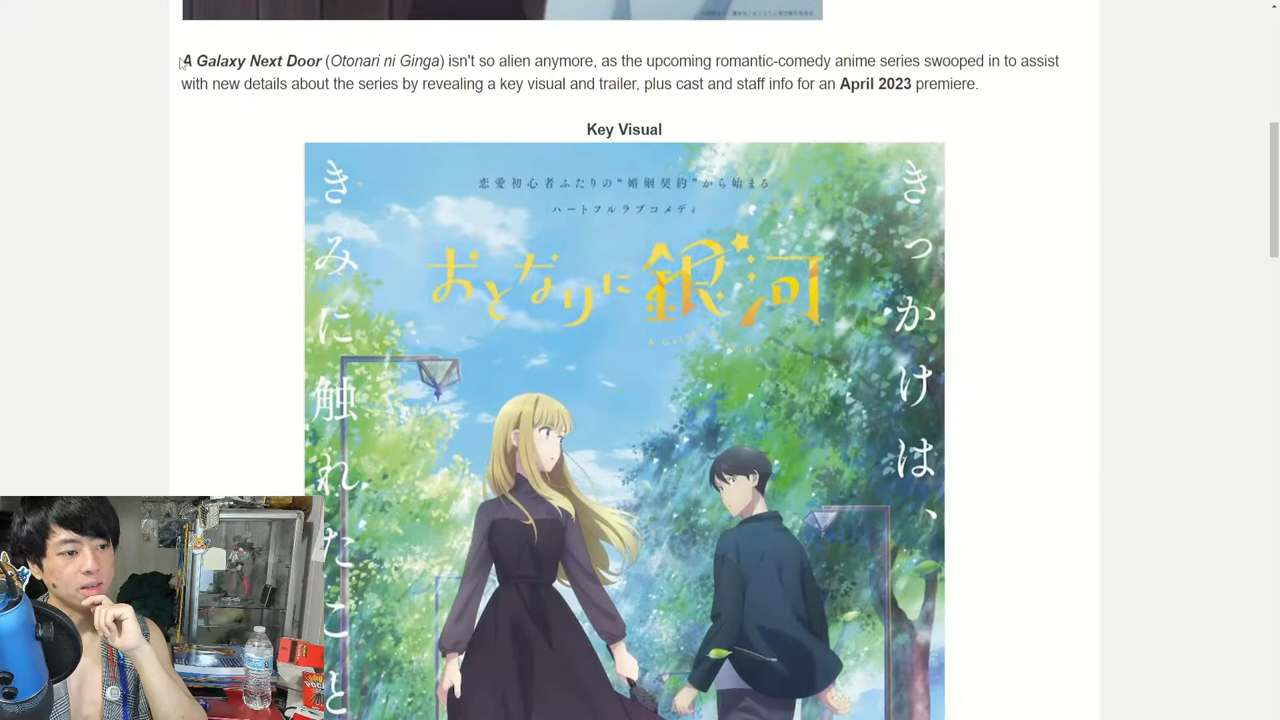 A Galaxy Next Door (Otonari ni Ginga) isn't so alien anymore, as the upcoming romantic-comedy anime series swooped in to assist
with new details about the series by revealing a key visual and trailer, plus cast and staff info for an April 2023 premiere.
Key Visual
恋愛初心者ふたりの“婚姻契約”から始まる
ハートフルラブコメディ
おとなりに銀河
きっかけは、
きみに触れたこと